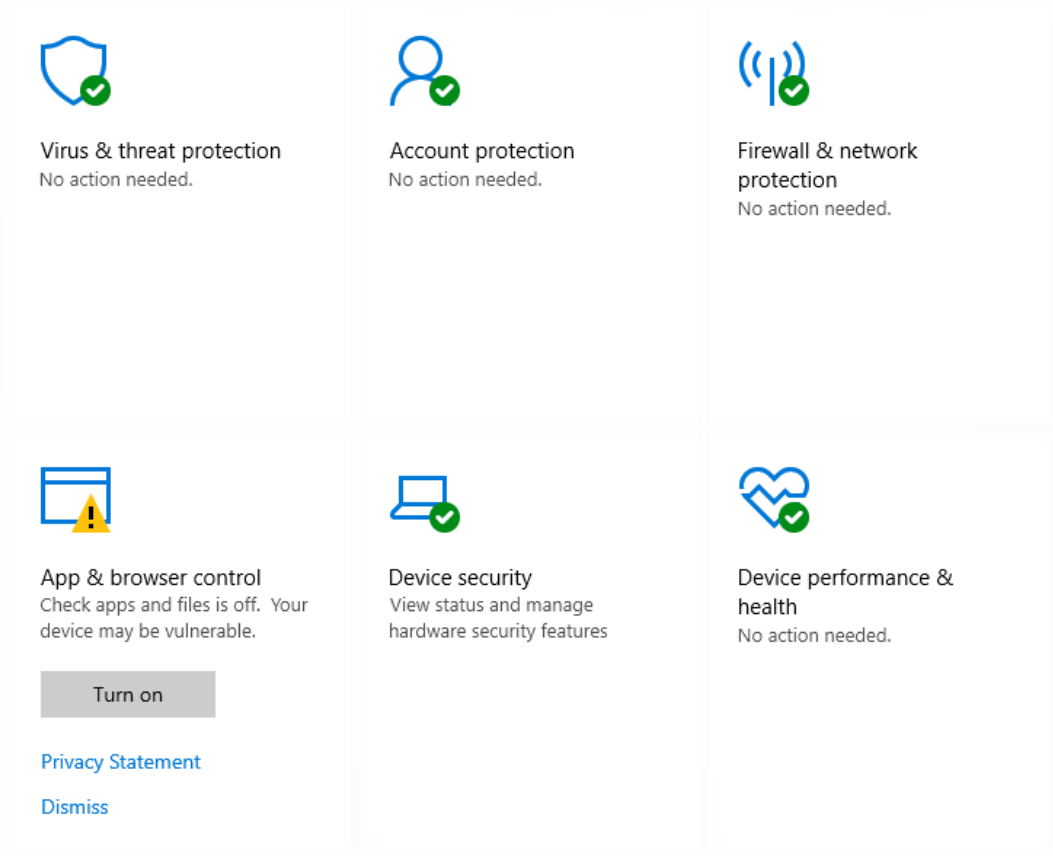 Virus & threat protection
No action needed.
Account protection
No action needed.
Firewall & network
protection
No action needed.
App & browser control
Check apps and files is off.  Your
device may be vulnerable.
Turn on
Privacy Statement
Dismiss
Device security
View status and manage
hardware security features
Device performance &
health
No action needed.